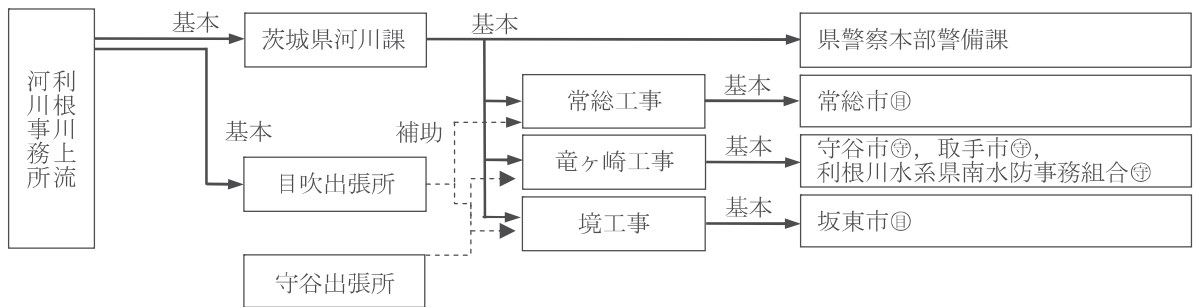 利根川上流
河川事務所
基本
茨城県河川課
基本
県警察本部警備課
基本
目吹出張所
守谷出張所
補助
常総工事
基本
常総市㊐
竜ヶ崎工事
基本
守谷市㊪, 取手市㊪,
利根川水系県南水防事務組合㊪
境工事
基本
坂東市